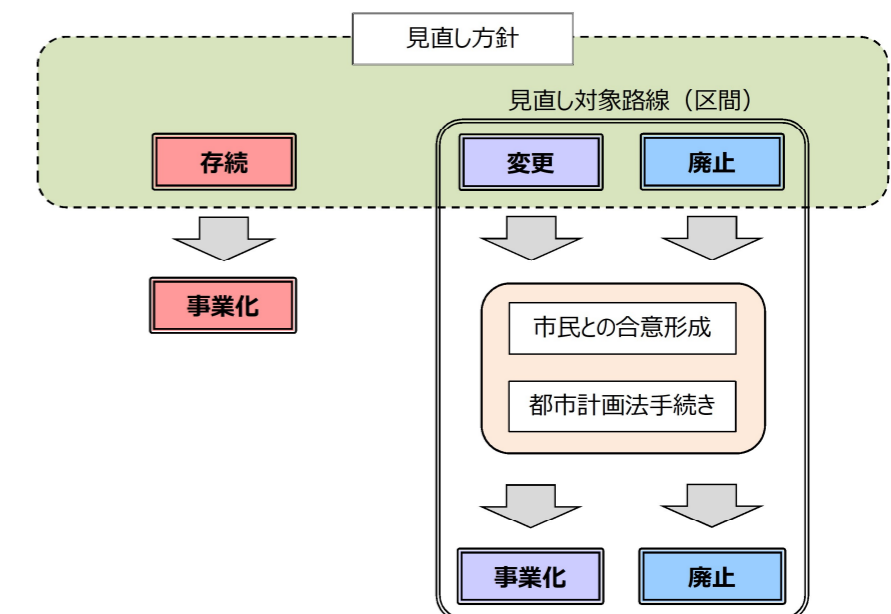 見直し方針
見直し対象路線（区間）
存続
変更
廃止
事業化
市民との合意形成
都市計画法手続き
事業化
廃止